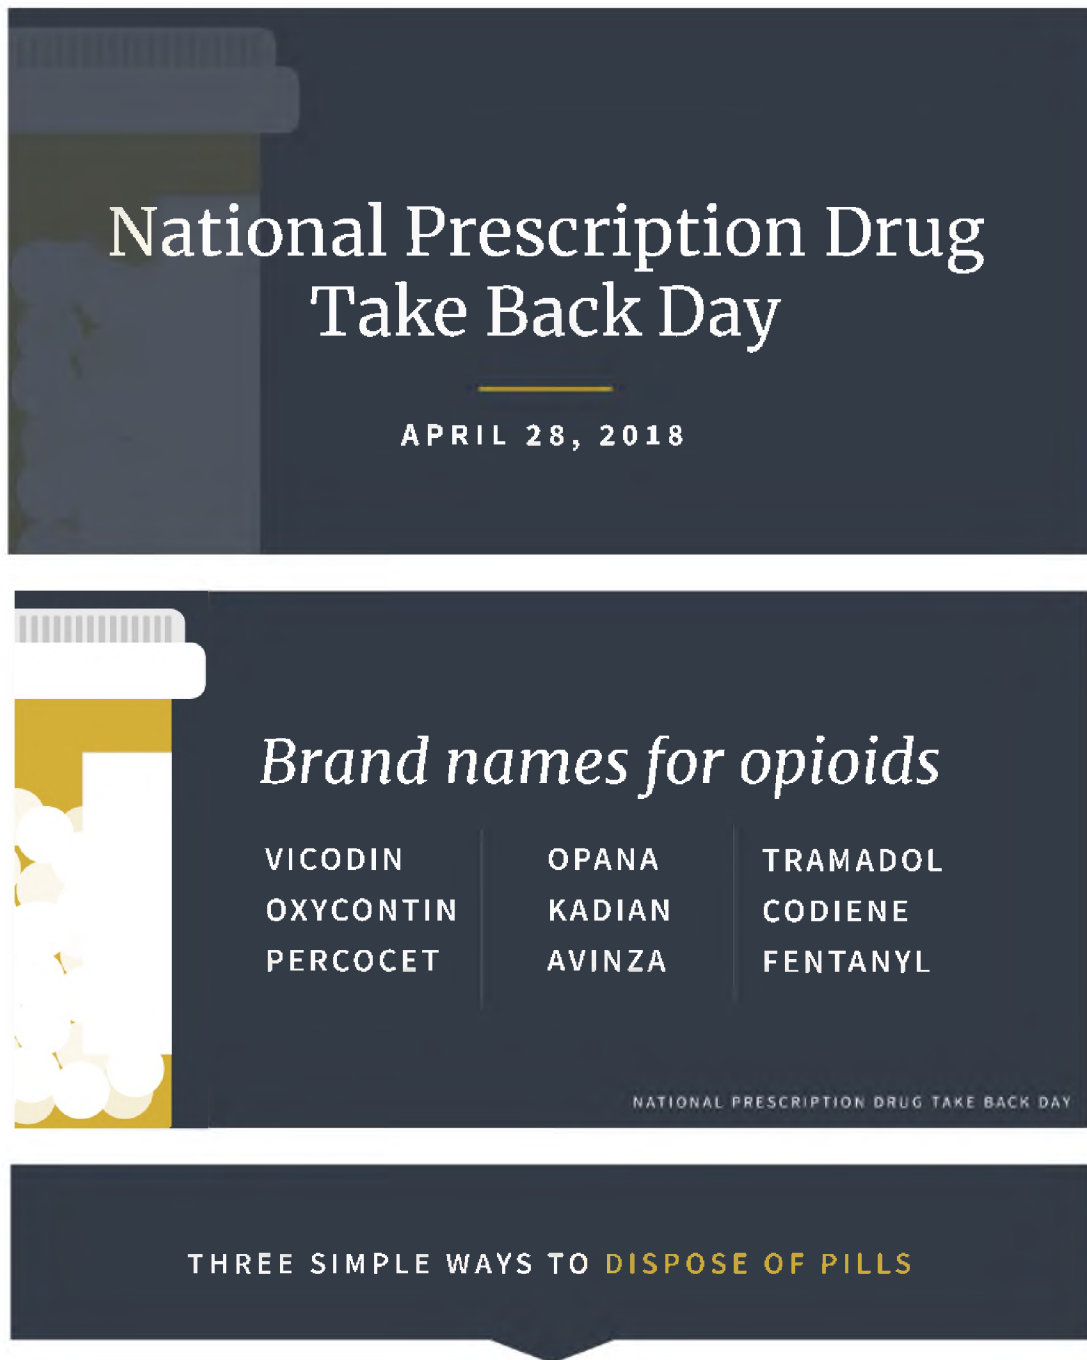 National Prescription Drug
Take Back Day
APRIL 28, 2018
Brand names for opioids
VICODIN
OXYCONTIN
PERCOCET
OPANA
KADIAN
AVINZA
TRAMADOL
CODIENE
FENTANYL
NATIONAL PRESCRIPTION DRUG TAKE BACK DAY
THREE SIMPLE WAYS TO DISPOSE OF PILLS